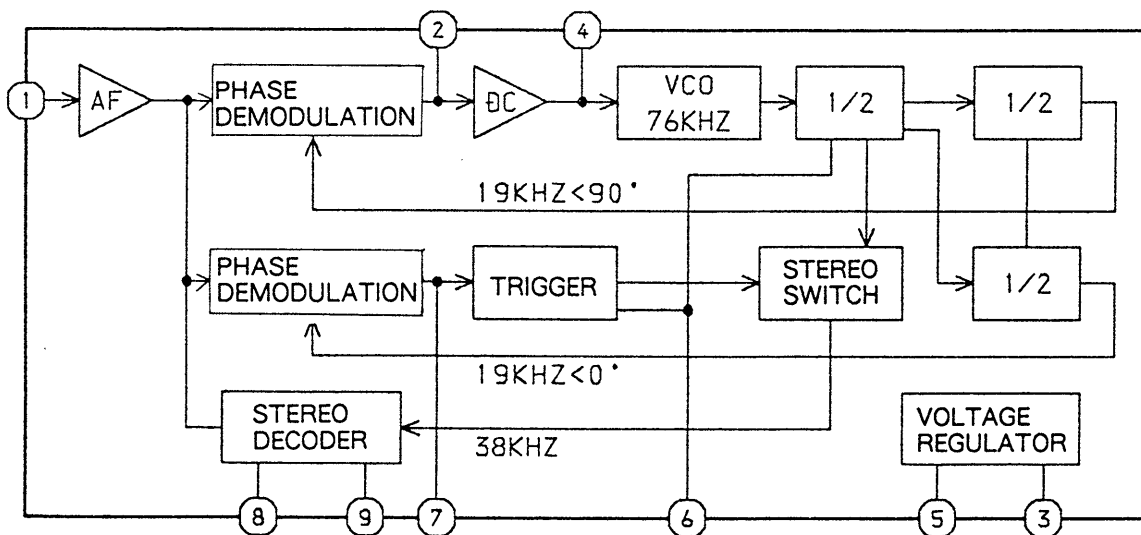 2
4
1
AF
PHASE
DEMODULATION
DC
VCO
76KHZ
1/2
1/2
19KHZ<90°
PHASE
DEMODULATION
TRIGGER
STEREO
SWITCH
1/2
19KHZ<0°
STEREO
DECODER
38KHZ
VOLTAGE
REGULATOR
8
9
7
6
5
3